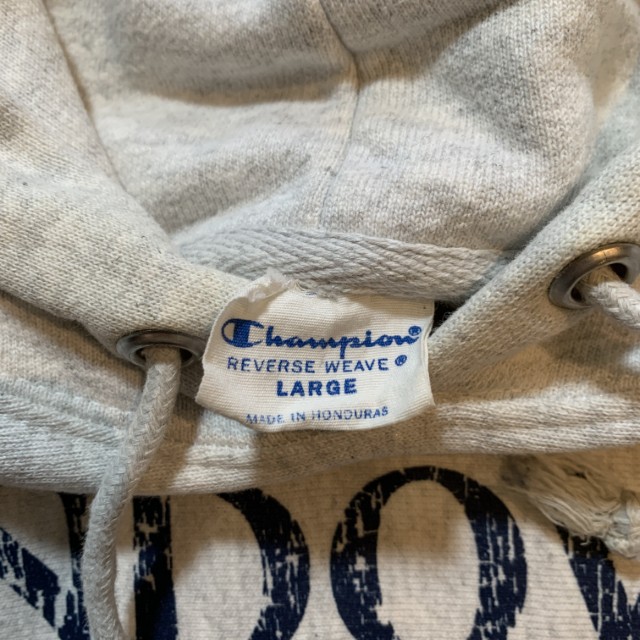 Champion®
REVERSE WEAVE®
LARGE
MADE IN HONDURAS